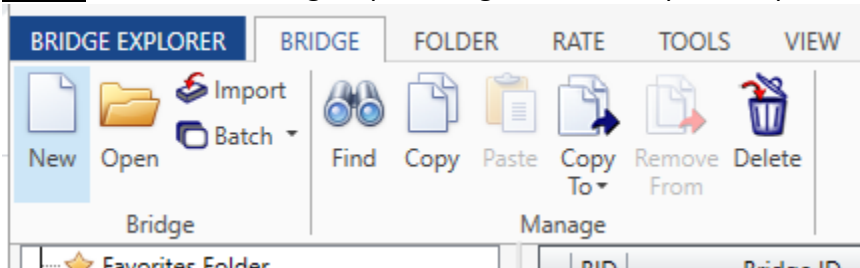 BRIDGE EXPLORER BRIDGE FOLDER RATE TOOLS VIEW
New Open Import Batch Find Copy Paste Copy To Remove From Delete
Bridge Manage
Favorites Folder BID Bridge ID